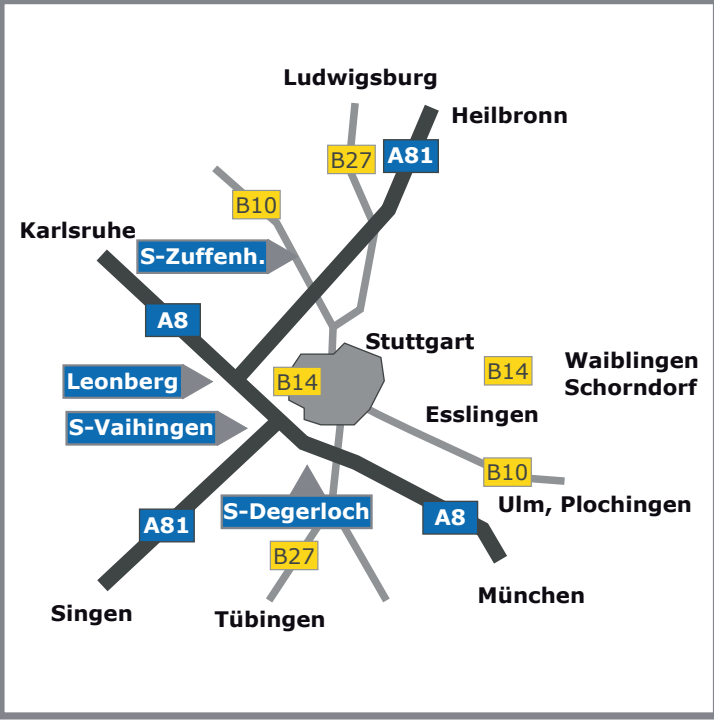 Ludwigsburg
Heilbronn
B27
A81
B10
Karlsruhe
S-Zuffenh.
A8
Stuttgart
Leonberg
B14
B14
Waiblingen
Schorndorf
S-Vaihingen
Esslingen
B10
Ulm, Plochingen
S-Degerloch
A8
A81
B27
München
Singen
Tübingen